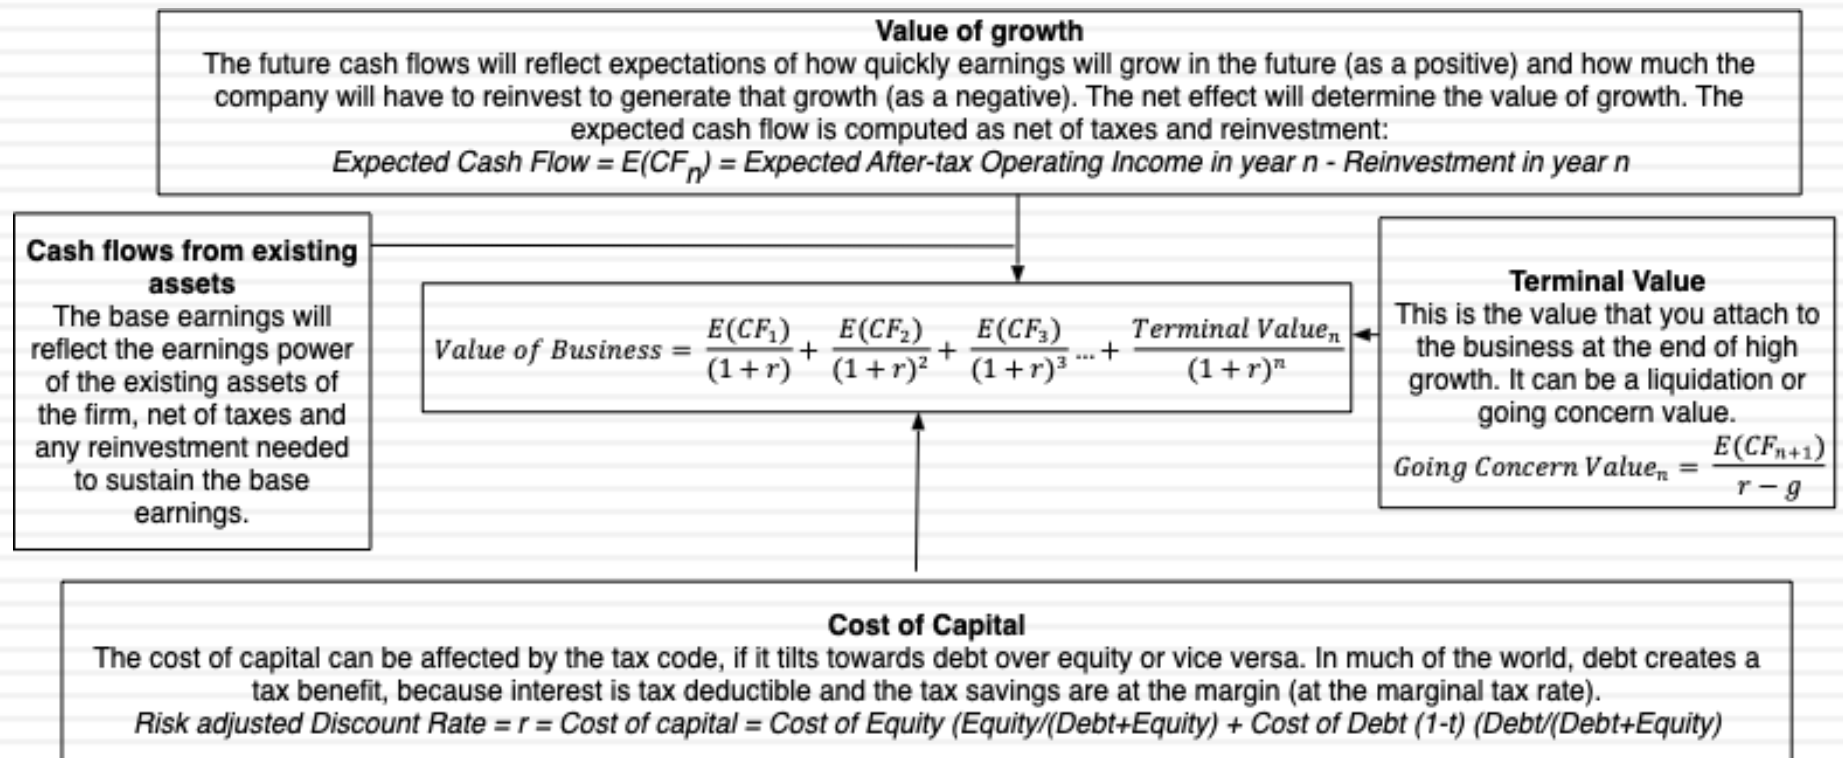 Value of growth
The future cash flows will reflect expectations of how quickly earnings will grow in the future (as a positive) and how much the
company will have to reinvest to generate that growth (as a negative). The net effect will determine the value of growth. The
expected cash flow is computed as net of taxes and reinvestment:
Expected Cash Flow = E(CFn) = Expected After-tax Operating Income in year n - Reinvestment in year n
Cash flows from existing
assets
The base earnings will
reflect the earnings power
of the existing assets of
the firm, net of taxes and
any reinvestment needed
to sustain the base
earnings.
Value of Business = E(CF₁)/(1 + r) + E(CF₂)/(1 + r)² + E(CF₃)/(1 + r)³ ... + Terminal Valueₙ/(1 + r)ⁿ
Terminal Value
This is the value that you attach to
the business at the end of high
growth. It can be a liquidation or
going concern value.
Going Concern Valueₙ = E(CFₙ₊₁)/r − g
Cost of Capital
The cost of capital can be affected by the tax code, if it tilts towards debt over equity or vice versa. In much of the world, debt creates a
tax benefit, because interest is tax deductible and the tax savings are at the margin (at the marginal tax rate).
Risk adjusted Discount Rate = r = Cost of capital = Cost of Equity (Equity/(Debt+Equity) + Cost of Debt (1-t) (Debt/(Debt+Equity)